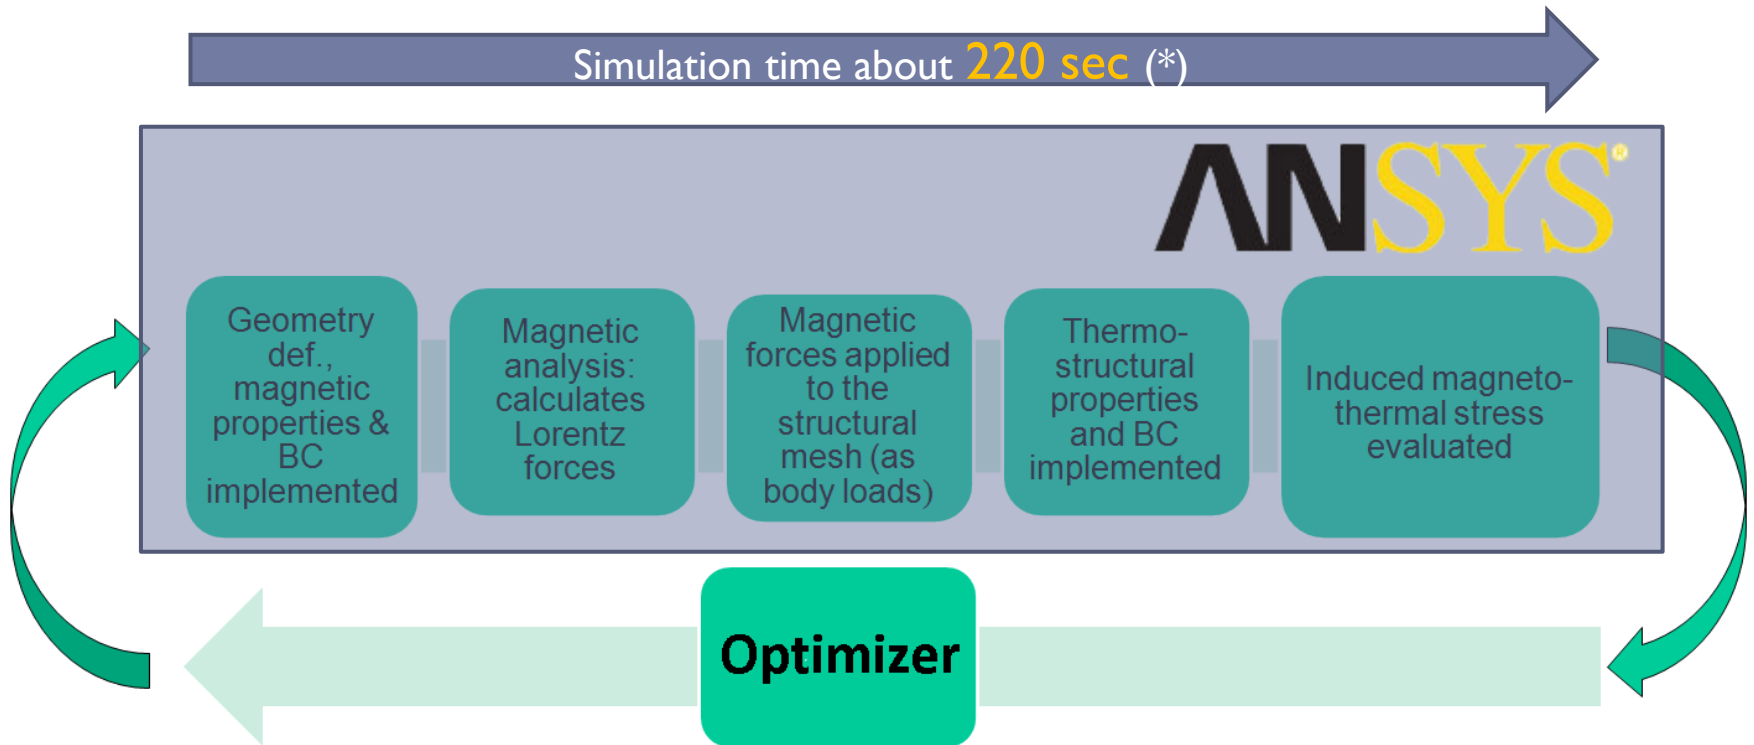 Simulation time about 220 sec (*)
ANSYS®
Geometry
def.,
magnetic
properties &
BC
implemented
Magnetic
analysis:
calculates
Lorentz
forces
Magnetic
forces applied
to the
structural
mesh (as
body loads)
Thermo-
structural
properties
and BC
implemented
Induced magneto-
thermal stress
evaluated
Optimizer